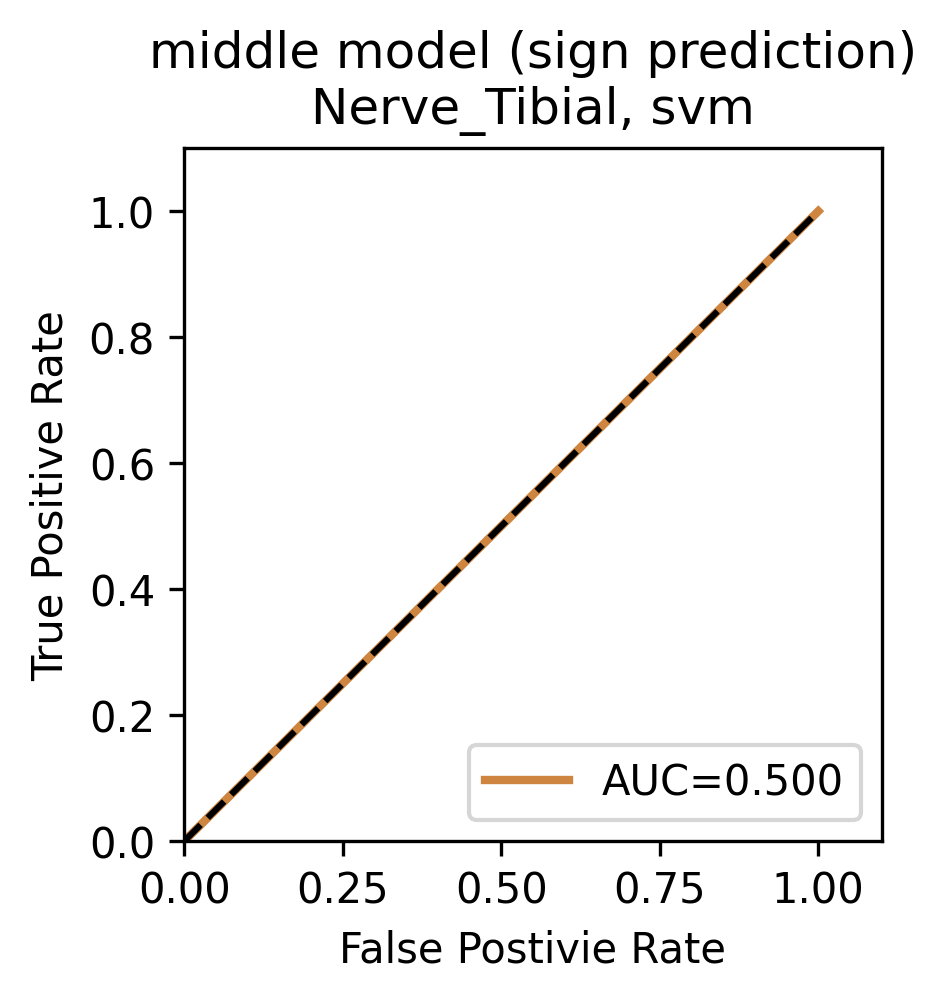 middle model (sign prediction)
Nerve_Tibial, svm
True Positive Rate
1.0
0.8
0.6
0.4
0.2
0.0
AUC=0.500
0.00 0.25 0.50 0.75 1.00
False Postivie Rate